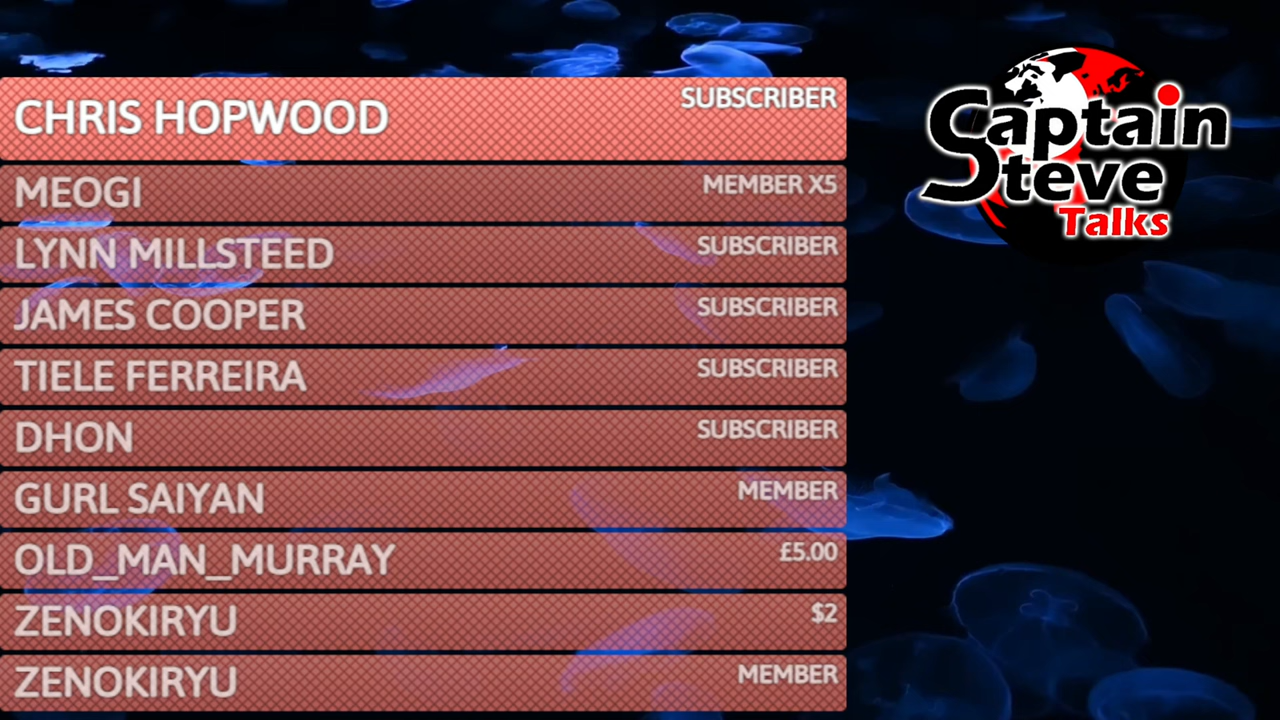 CHRIS HOPWOOD SUBSCRIBER
MEOGI MEMBER X5
LYNN MILLSTEED SUBSCRIBER
JAMES COOPER SUBSCRIBER
TIELE FERREIRA SUBSCRIBER
DHON SUBSCRIBER
GURL SAIYAN MEMBER
OLD_MAN_MURRAY £5.00
ZENOKIRYU $2
ZENOKIRYU MEMBER
Captain
Steve
Talks